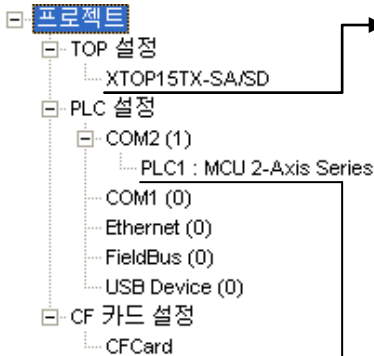 프로젝트
TOP 설정
XTOP15TX-SA/SD
PLC 설정
COM2 (1)
PLC1 : MCU 2-Axis Series
COM1 (0)
Ethernet (0)
FieldBus (0)
USB Device (0)
CF 카드 설정
CFCard